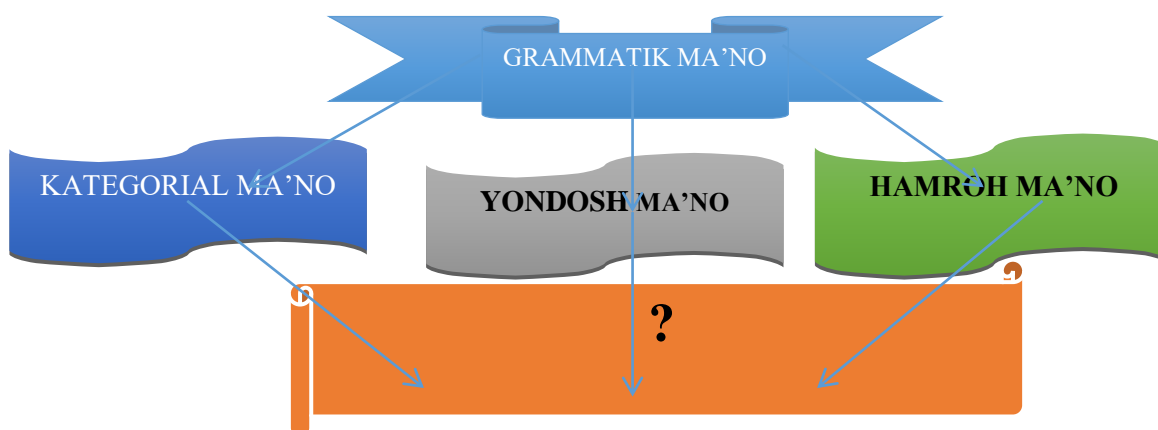 GRAMMATIK MA’NO
KATEGORIAL MA’NO
YONDOSH MA’NO
HAMROH MA’NO
?